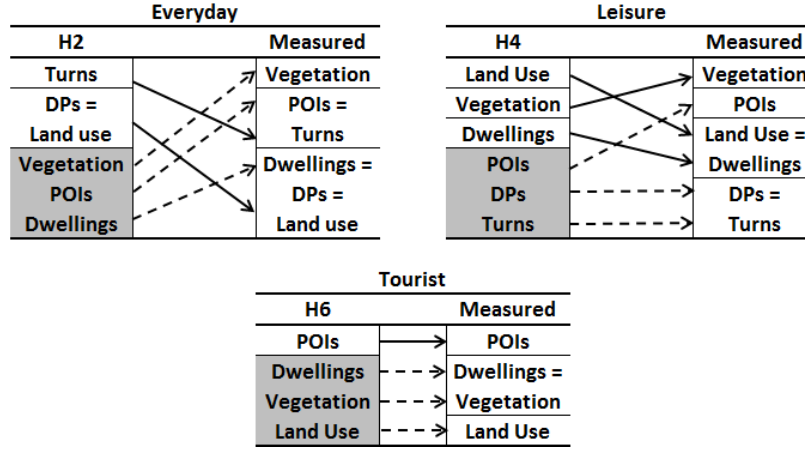 Everyday
H2 Measured
Turns Vegetation
DPs = POIs =
Land use Turns
Vegetation Dwellings =
POIs DPs =
Dwellings Land use
Leisure
H4 Measured
Land Use Vegetation
Vegetation POIs
Dwellings Land Use =
POIs Dwellings
DPs DPs =
Turns Turns
Tourist
H6 Measured
POIs POIs
Dwellings Dwellings =
Vegetation Vegetation
Land Use Land Use